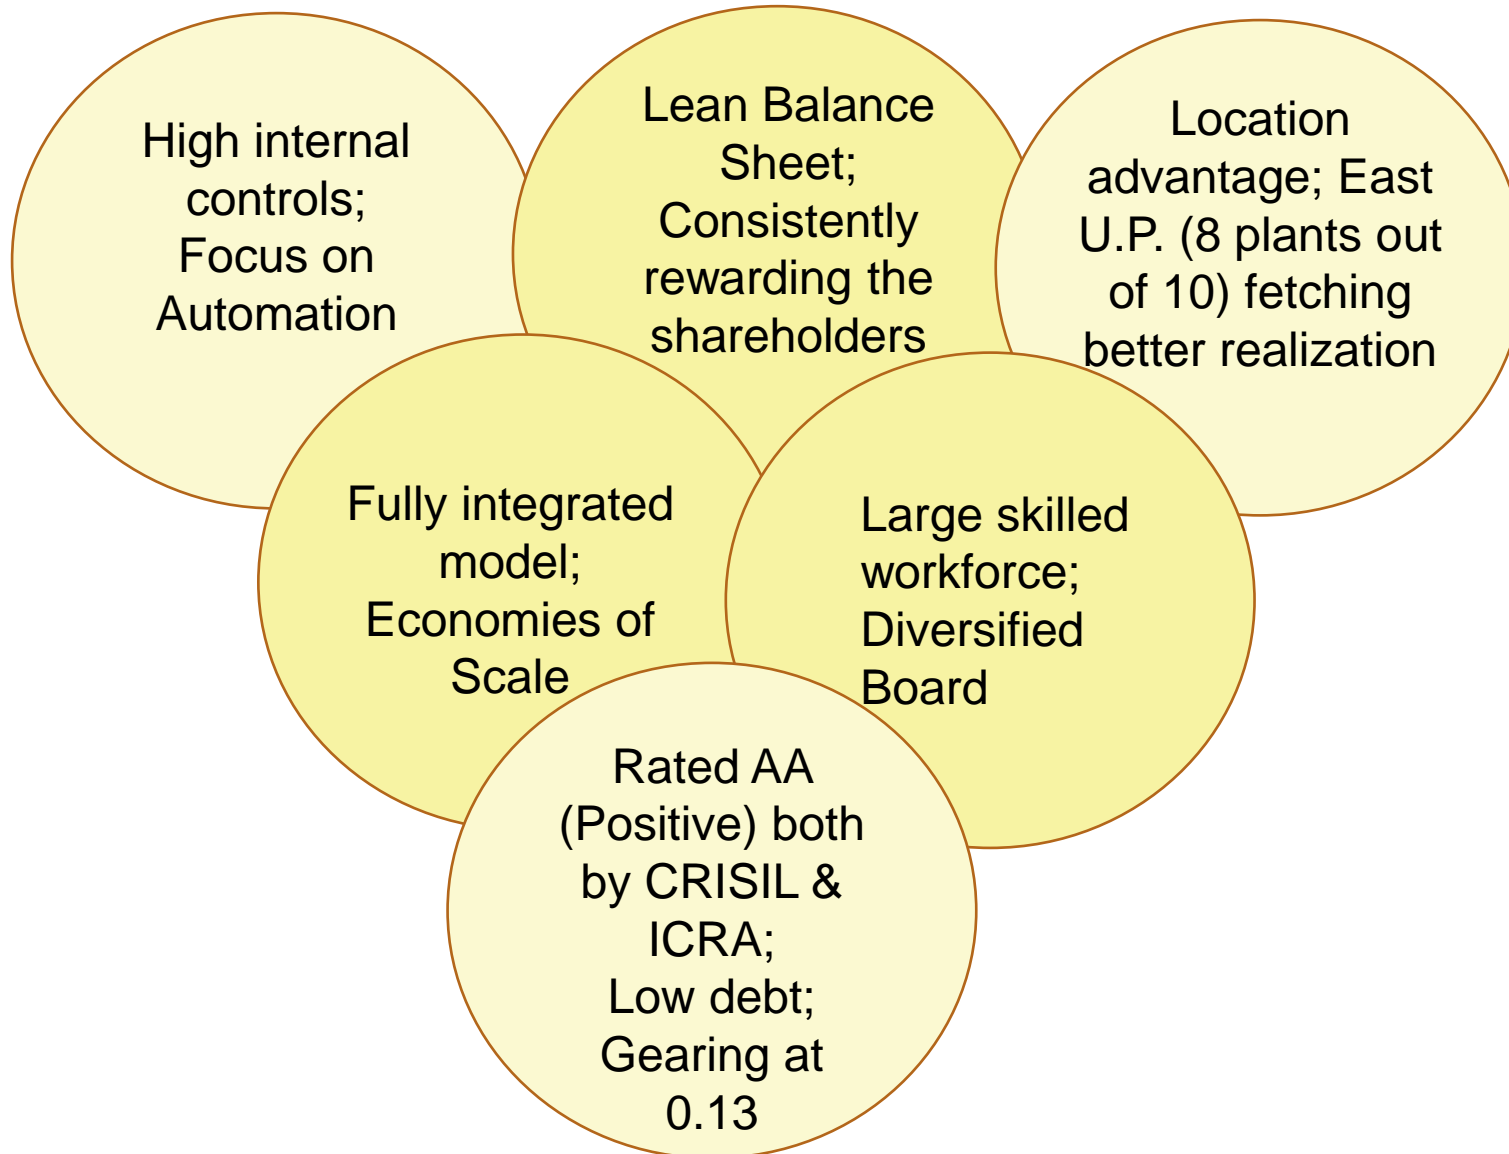 High internal
controls;
Focus on
Automation
Lean Balance
Sheet;
Consistently
rewarding the
shareholders
Location
advantage; East
U.P. (8 plants out
of 10) fetching
better realization
Fully integrated
model;
Economies of
Scale
Large skilled
workforce;
Diversified
Board
Rated AA
(Positive) both
by CRISIL &
ICRA;
Low debt;
Gearing at
0.13